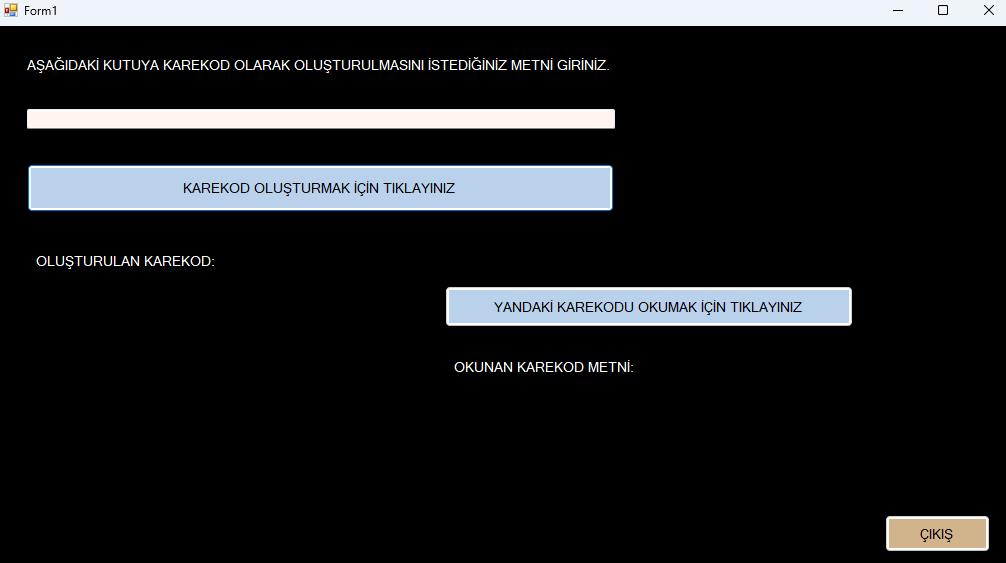 Form1
AŞAĞIDAKİ KUTUYA KAREKOD OLARAK OLUŞTURULMASINI İSTEDİĞİNİZ METNİ GİRİNİZ.
KAREKOD OLUŞTURMAK İÇİN TIKLAYINIZ
OLUŞTURULAN KAREKOD:
YANDAKİ KAREKODU OKUMAK İÇİN TIKLAYINIZ
OKUNAN KAREKOD METNİ:
ÇIKIŞ